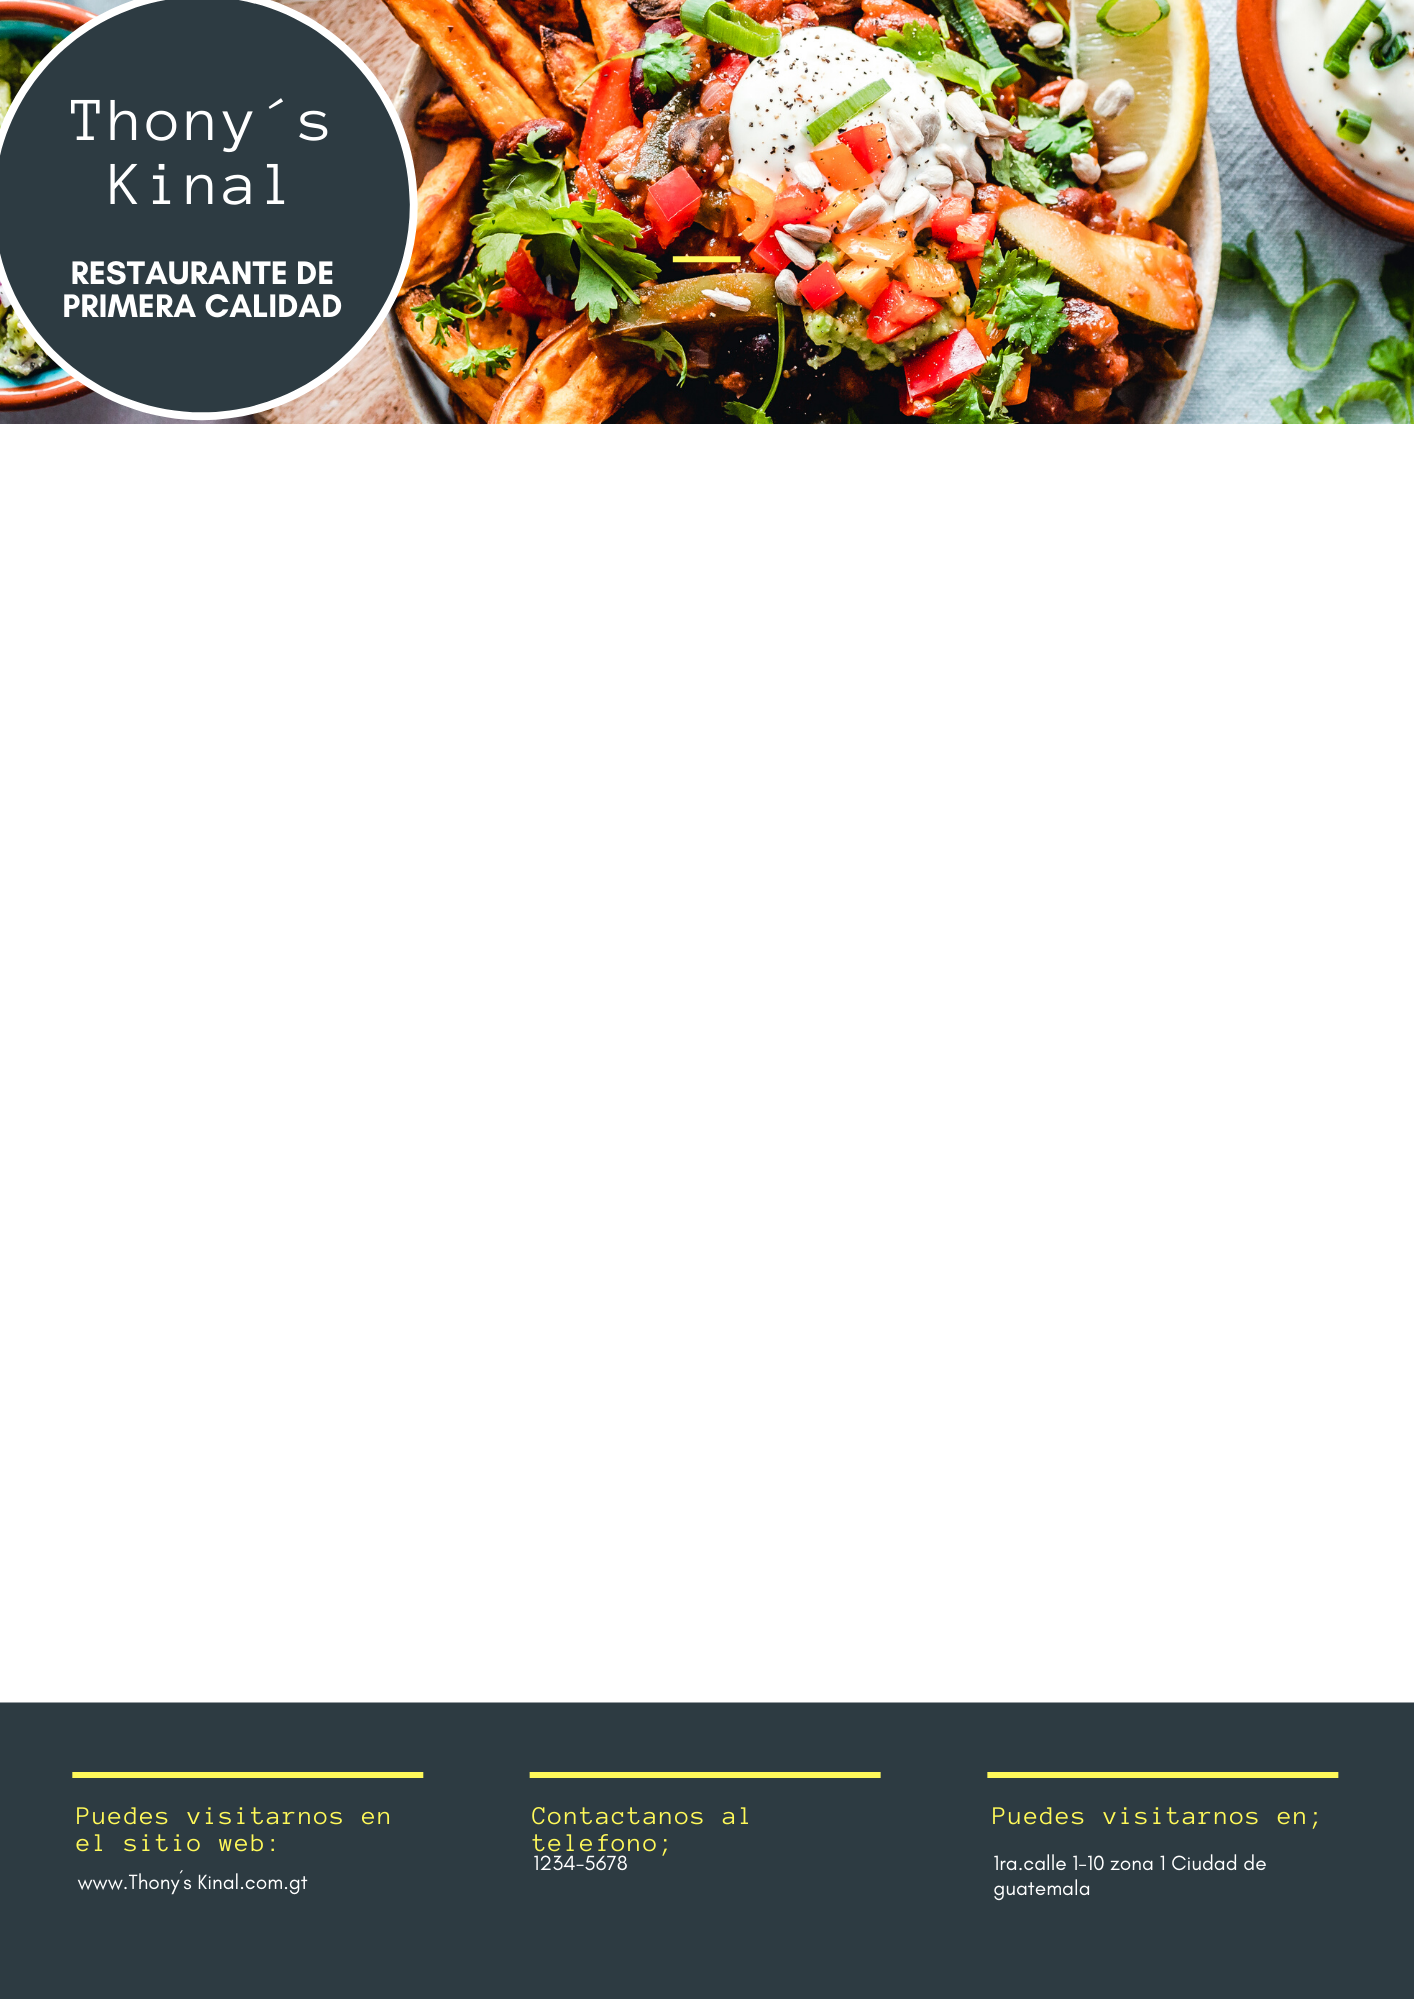 Thony´s
Kinal
RESTAURANTE DE
PRIMERA CALIDAD
Puedes visitarnos en
el sitio web:
www.Thony´s Kinal.com.gt
Contactanos al
telefono;
1234-5678
Puedes visitarnos en;
1ra.calle 1-10 zona 1 Ciudad de
guatemala